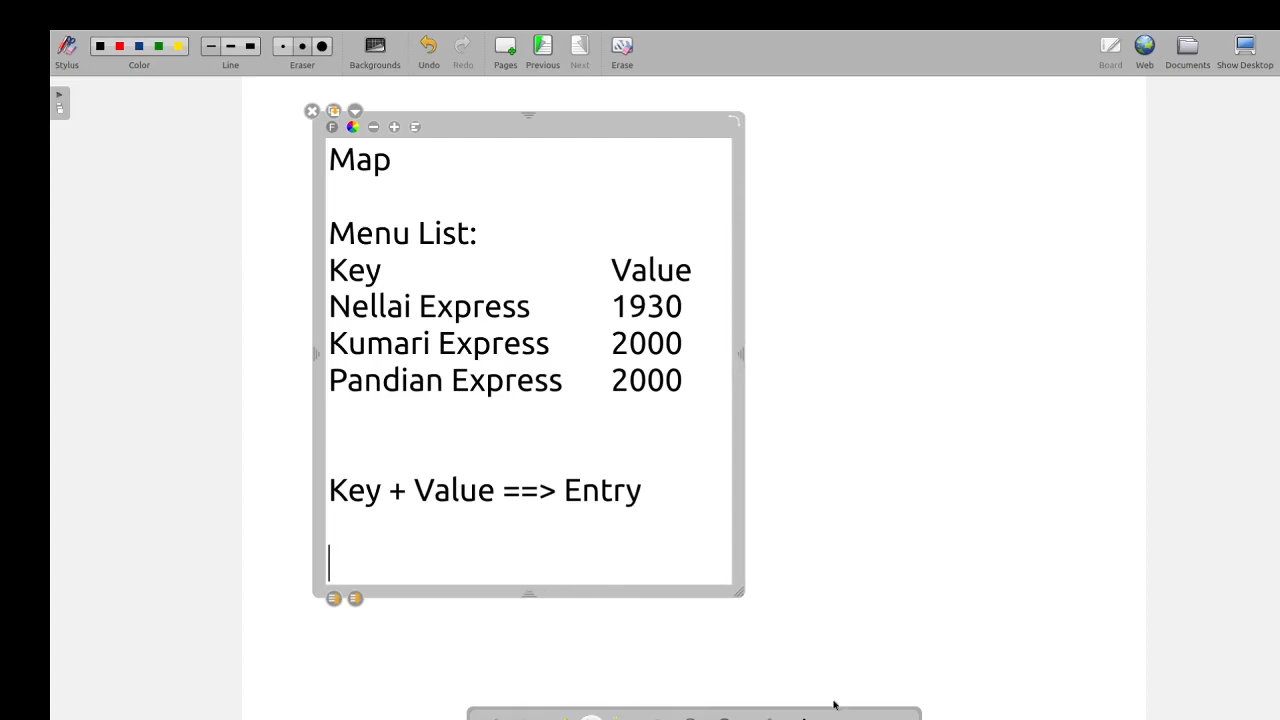 Stylus Color Line Eraser Backgrounds Undo Redo Pages Previous Next Erase Board Web Documents Show Desktop
F
Map
Menu List:
Key Value
Nellai Express 1930
Kumari Express 2000
Pandian Express 2000
Key + Value ==> Entry